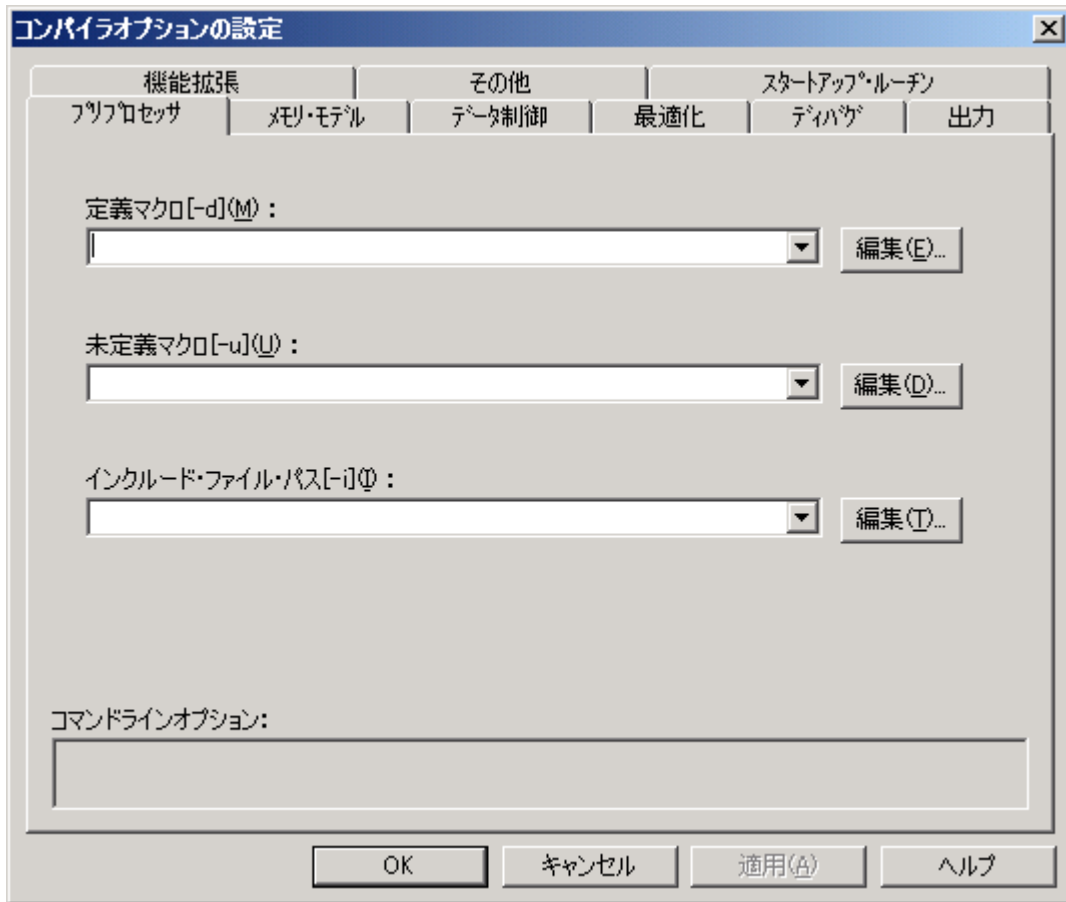 コンパイラオプションの設定
機能拡張 その他 スタートアップ・ルーチン
プリプロセッサ メモリ・モデル データ制御 最適化 ディバグ 出力
定義マクロ[-d](M)：
編集(E)...
未定義マクロ[-u](U)：
編集(D)...
インクルード・ファイル・パス[-i](I)：
編集(T)...
コマンドラインオプション：
OK キャンセル 適用(A) ヘルプ